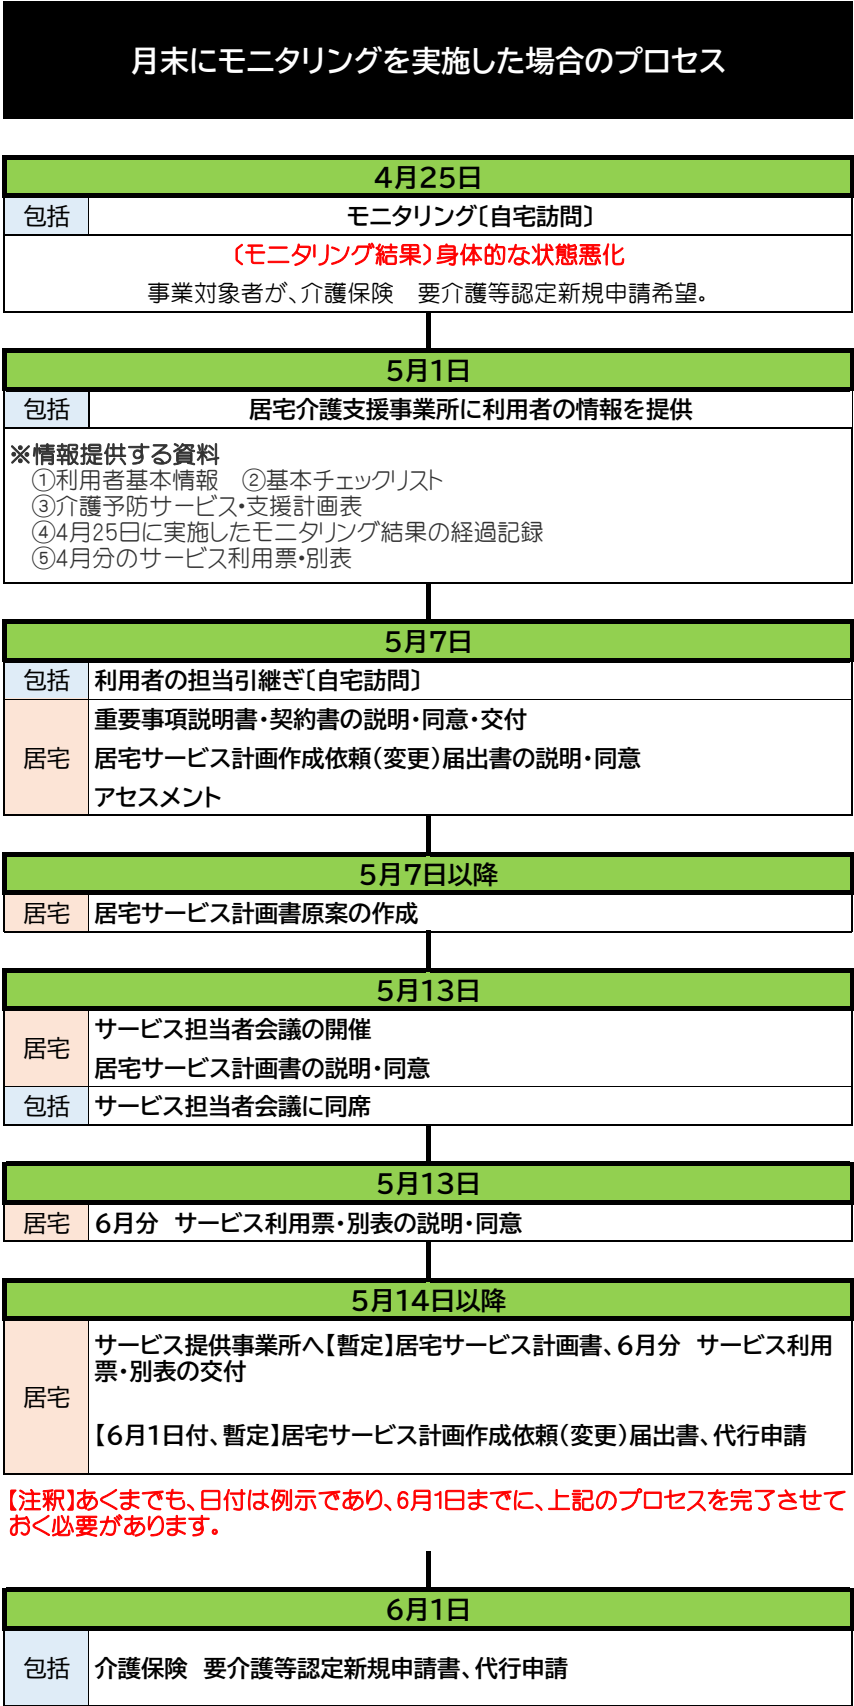 月末にモニタリングを実施した場合のプロセス
4月25日
包括 モニタリング〔自宅訪問〕
（モニタリング結果）身体的な状態悪化
事業対象者が、介護保険　要介護等認定新規申請希望。
5月1日
包括 居宅介護支援事業所に利用者の情報を提供
※情報提供する資料
①利用者基本情報　②基本チェックリスト
③介護予防サービス・支援計画表
④4月25日に実施したモニタリング結果の経過記録
⑤4月分のサービス利用票・別表
5月7日
包括 利用者の担当引継ぎ〔自宅訪問〕
居宅 重要事項説明書・契約書の説明・同意・交付
居宅サービス計画作成依頼（変更）届出書の説明・同意
アセスメント
5月7日以降
居宅 居宅サービス計画書原案の作成
5月13日
居宅 サービス担当者会議の開催
居宅サービス計画書の説明・同意
包括 サービス担当者会議に同席
5月13日
居宅 6月分　サービス利用票・別表の説明・同意
5月14日以降
居宅 サービス提供事業所へ【暫定】居宅サービス計画書、6月分　サービス利用
票・別表の交付
【6月1日付、暫定】居宅サービス計画作成依頼（変更）届出書、代行申請
【注釈】あくまでも、日付は例示であり、6月1日までに、上記のプロセスを完了させて
おく必要があります。
6月1日
包括 介護保険　要介護等認定新規申請書、代行申請